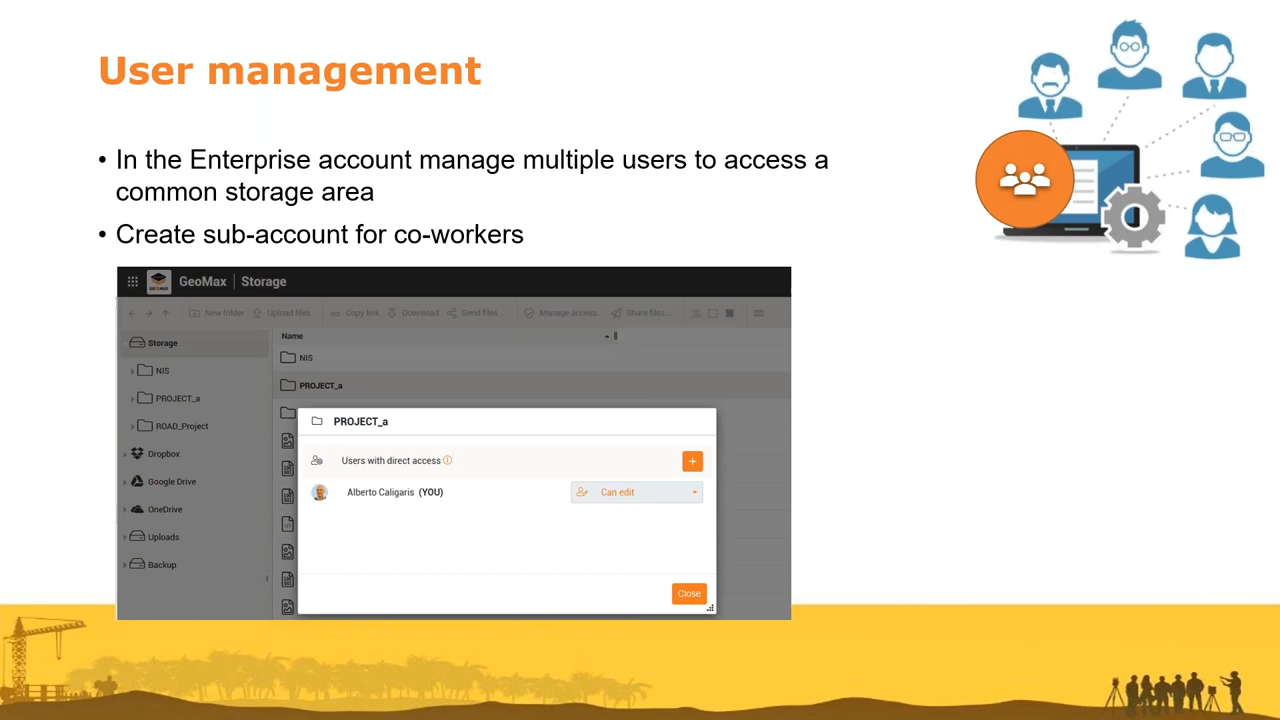 User management
• In the Enterprise account manage multiple users to access a
common storage area
• Create sub-account for co-workers
GeoMax | Storage
New folder Upload files Copy link Download Send files... Manage access... Share files...
Storage
NIS
PROJECT_a
ROAD_Project
Dropbox
Google Drive
OneDrive
Uploads
Backup
Name
NIS
PROJECT_a
PROJECT_a
Users with direct access
+
Alberto Caligaris (YOU)
Can edit
Close